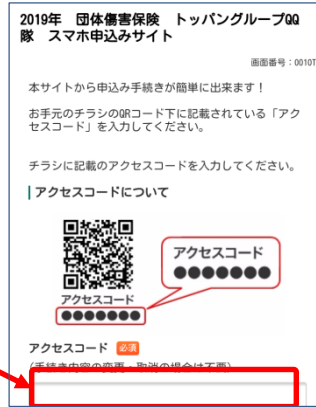 2019年 団体傷害保険 トッパングループQQ
隊 スマホ申込みサイト
画面番号：0010T
本サイトから申込み手続きが簡単に出来ます！
お手元のチラシのQRコード下に記載されている「アク
セスコード」を入力してください。
チラシに記載のアクセスコードを入力してください。
アクセスコードについて
アクセスコード
●●●●●●●
アクセスコード
●●●●●●●
アクセスコード 必須
(手続き内容の変更・取消の場合は不要)